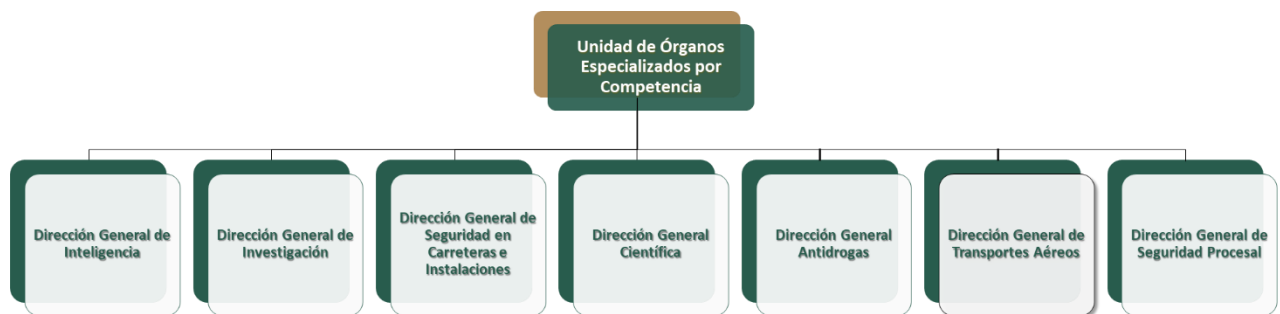 Unidad de Órganos
Especializados por
Competencia
Dirección General de
Inteligencia
Dirección General de
Investigación
Dirección General de
Seguridad en
Carreteras e
Instalaciones
Dirección General
Científica
Dirección General
Antidrogas
Dirección General de
Transportes Aéreos
Dirección General de
Seguridad Procesal